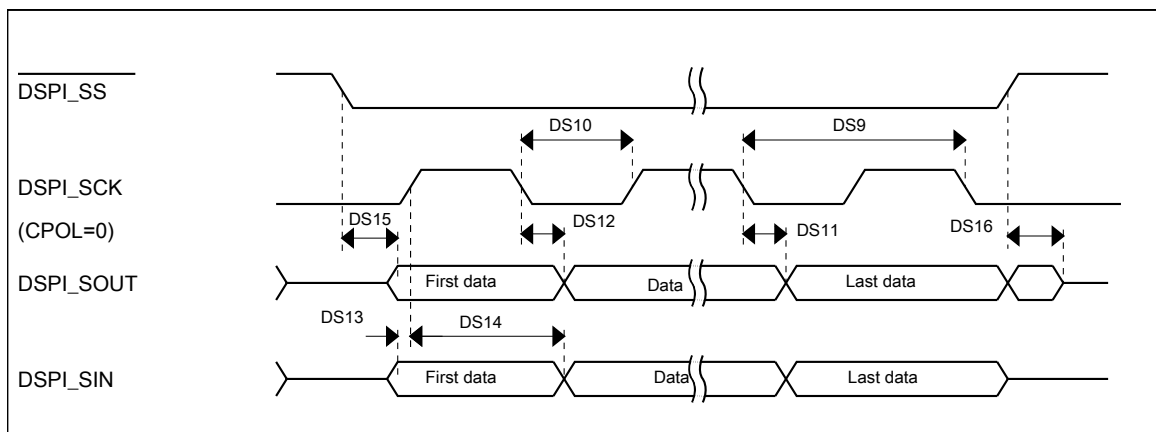 DSPI_SS
DS10
DS9
DSPI_SCK
DS15
DS12
DS11
DS16
(CPOL=0)
DSPI_SOUT
First data
Data
Last data
DS13
DS14
DSPI_SIN
First data
Data
Last data